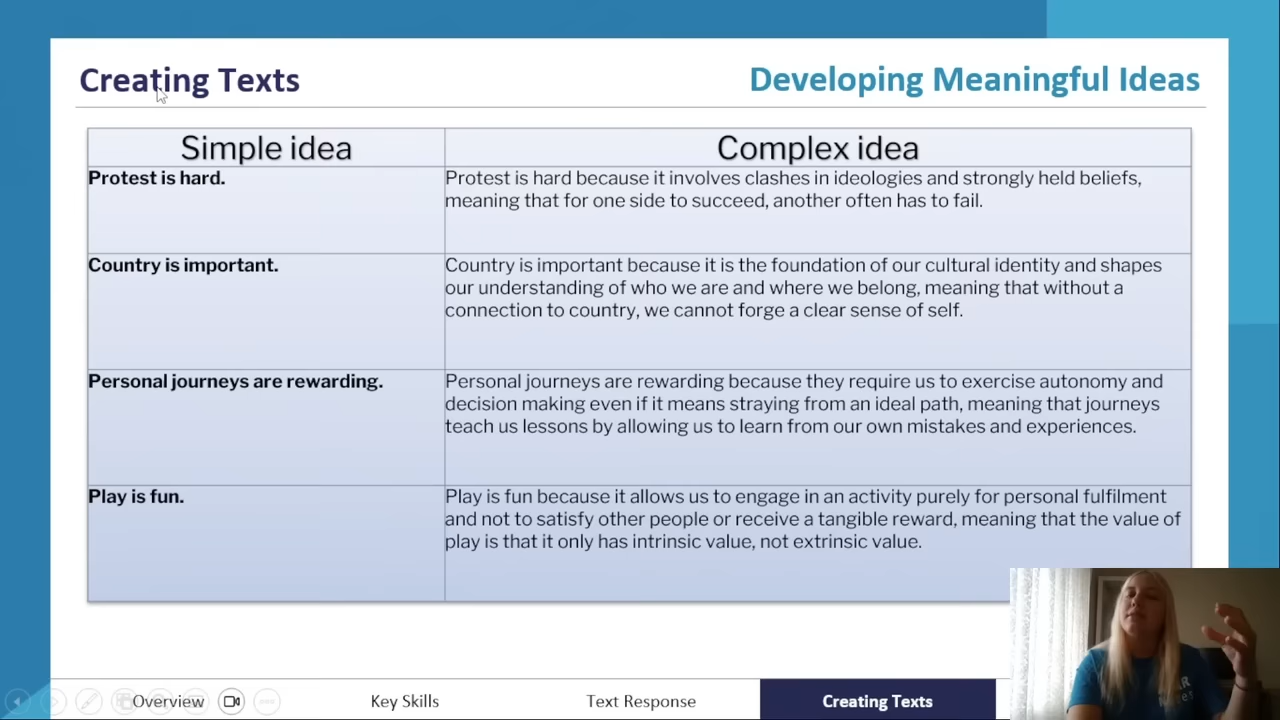 Creating Texts
Developing Meaningful Ideas
Simple idea
Complex idea
Protest is hard.
Protest is hard because it involves clashes in ideologies and strongly held beliefs,
meaning that for one side to succeed, another often has to fail.
Country is important.
Country is important because it is the foundation of our cultural identity and shapes
our understanding of who we are and where we belong, meaning that without a
connection to country, we cannot forge a clear sense of self.
Personal journeys are rewarding.
Personal journeys are rewarding because they require us to exercise autonomy and
decision making even if it means straying from an ideal path, meaning that journeys
teach us lessons by allowing us to learn from our own mistakes and experiences.
Play is fun.
Play is fun because it allows us to engage in an activity purely for personal fulfilment
and not to satisfy other people or receive a tangible reward, meaning that the value of
play is that it only has intrinsic value, not extrinsic value.
Overview
Key Skills
Text Response
Creating Texts